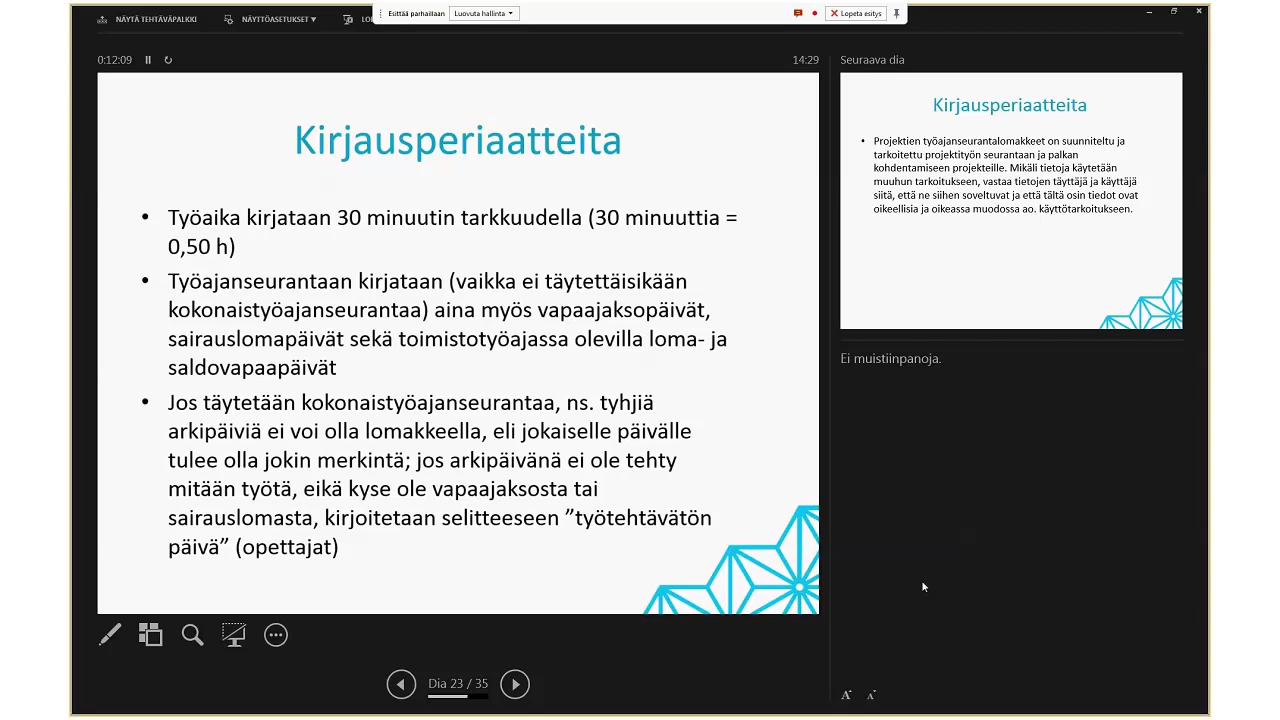 NÄYTÄ TEHTÄVÄPALKKI
NÄYTTÖASETUKSET ▼
Esittää parhaillaan
Luovuta hallinta
Lopeta esitys
0:12:09
14:29
Kirjausperiaatteita
• Työaika kirjataan 30 minuutin tarkkuudella (30 minuuttia =
0,50 h)
• Työajanseurantaan kirjataan (vaikka ei täytettäisikään
kokonaistyöajanseurantaa) aina myös vapaajaksopäivät,
sairauslomapäivät sekä toimistotyöajassa olevilla loma- ja
saldovapaapäivät
• Jos täytetään kokonaistyöajanseurantaa, ns. tyhjiä
arkipäiviä ei voi olla lomakkeella, eli jokaiselle päivälle
tulee olla jokin merkintä; jos arkipäivänä ei ole tehty
mitään työtä, eikä kyse ole vapaajaksosta tai
sairauslomasta, kirjoitetaan selitteeseen ”työtehtävätön
päivä” (opettajat)
Dia 23 / 35
Seuraava dia
Kirjausperiaatteita
• Projektien työajanseurantalomakkeet on suunniteltu ja
tarkoitettu projektityön seurantaan ja palkan
kohdentamiseen projekteille. Mikäli tietoja käytetään
muuhun tarkoitukseen, vastaa tietojen täyttäjä ja käyttäjä
siitä, että ne siihen soveltuvat ja että tältä osin tiedot ovat
oikeellisia ja oikeassa muodossa ao. käyttötarkoitukseen.
Ei muistiinpanoja.
A A